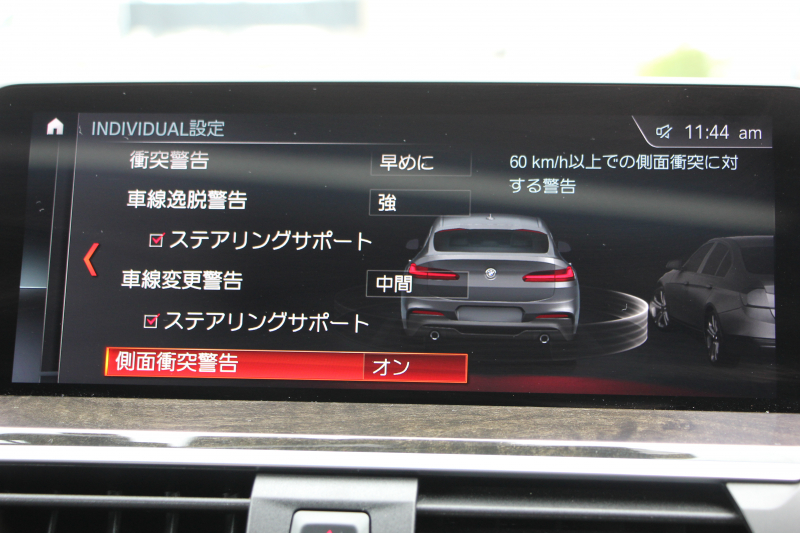 INDIVIDUAL設定
11:44 am
衝突警告 早めに
車線逸脱警告 強
ステアリングサポート
車線変更警告 中間
ステアリングサポート
側面衝突警告 オン
60 km/h以上での側面衝突に対
する警告